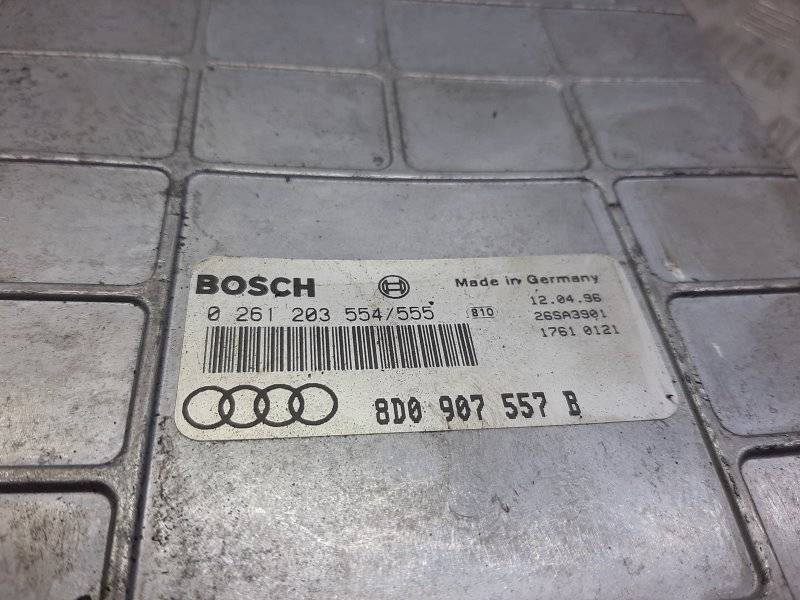 BOSCH Made in Germany
12.04.96
0 261 203 554/555 810 26SA3901
1761 0121
8D0 907 557 B